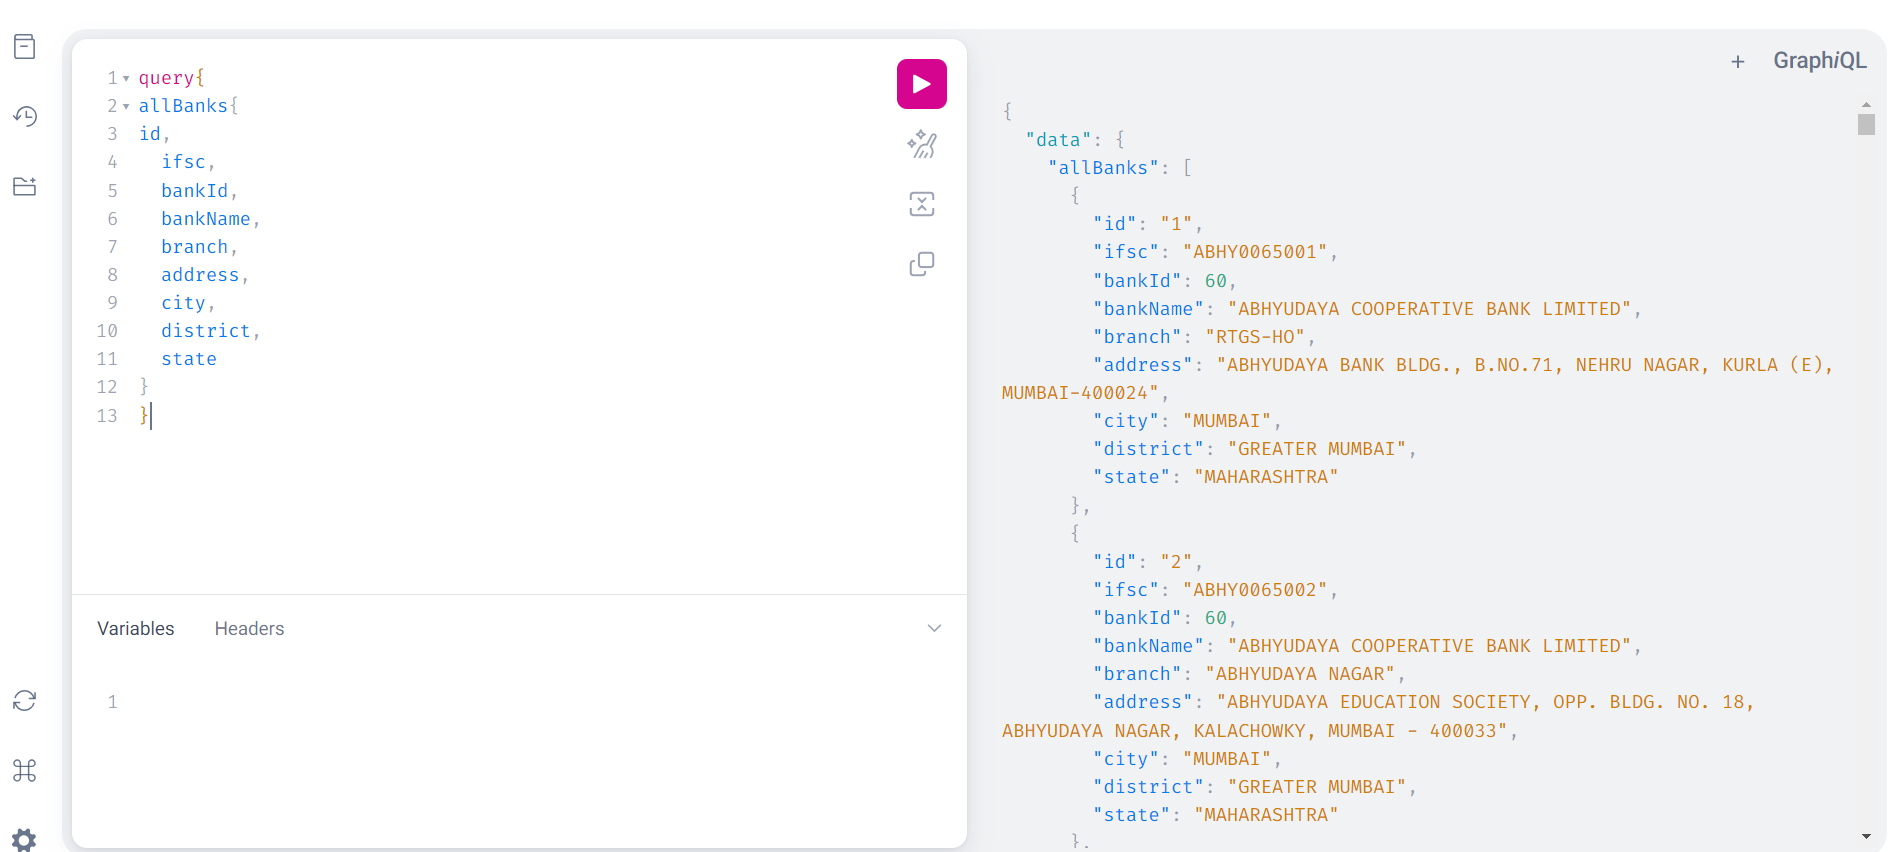 1 query{
2 allBanks{
3 id,
4 ifsc,
5 bankId,
6 bankName,
7 branch,
8 address,
9 city,
10 district,
11 state
12 }
13 }
Variables Headers
1
+ GraphiQL
{
"data": {
"allBanks": [
{
"id": "1",
"ifsc": "ABHY0065001",
"bankId": 60,
"bankName": "ABHYUDAYA COOPERATIVE BANK LIMITED",
"branch": "RTGS-HO",
"address": "ABHYUDAYA BANK BLDG., B.NO.71, NEHRU NAGAR, KURLA (E),
MUMBAI-400024",
"city": "MUMBAI",
"district": "GREATER MUMBAI",
"state": "MAHARASHTRA"
},
{
"id": "2",
"ifsc": "ABHY0065002",
"bankId": 60,
"bankName": "ABHYUDAYA COOPERATIVE BANK LIMITED",
"branch": "ABHYUDAYA NAGAR",
"address": "ABHYUDAYA EDUCATION SOCIETY, OPP. BLDG. NO. 18,
ABHYUDAYA NAGAR, KALACHOWKY, MUMBAI - 400033",
"city": "MUMBAI",
"district": "GREATER MUMBAI",
"state": "MAHARASHTRA"
},